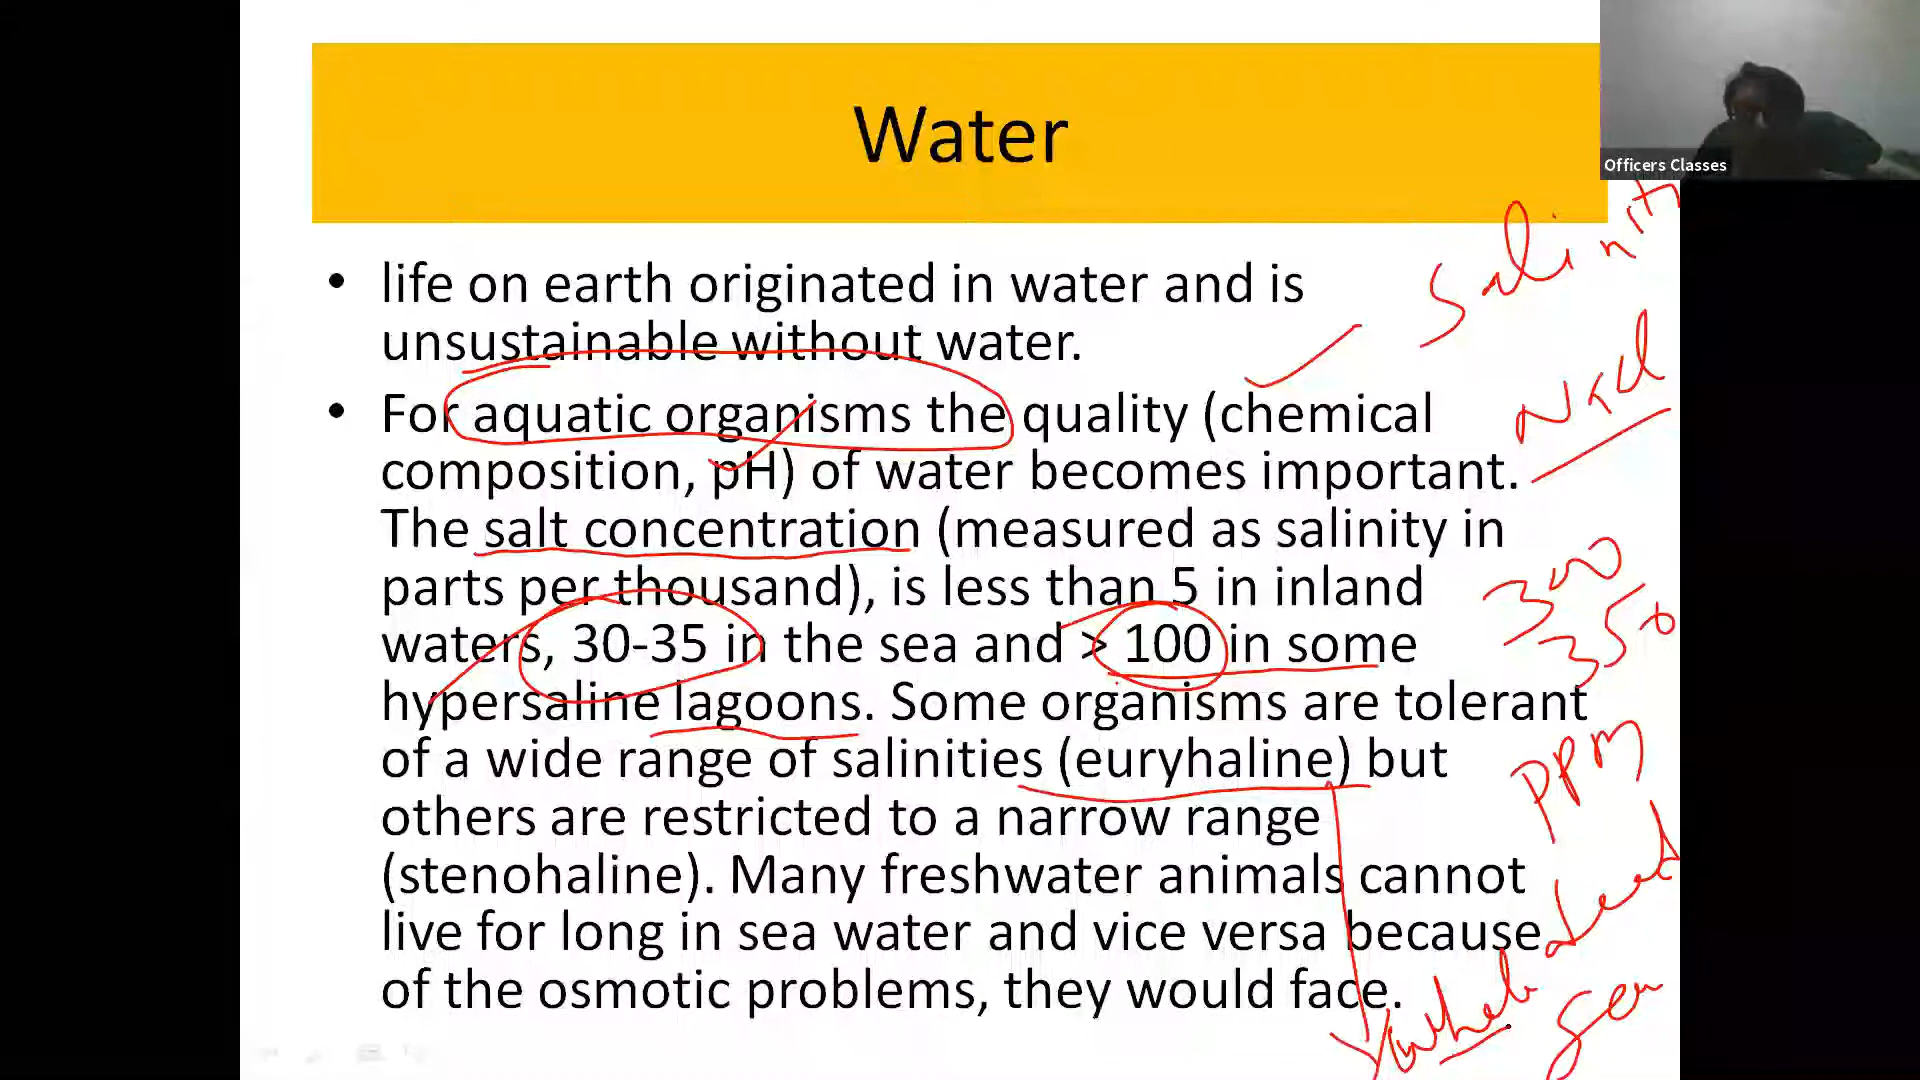 Water
Officers Classes
Salinity
• life on earth originated in water and is
unsustainable without water.
Nacl
• For aquatic organisms the quality (chemical
composition, pH) of water becomes important.
The salt concentration (measured as salinity in
parts per thousand), is less than 5 in inland
300
350
waters, 30-35 in the sea and > 100 in some
hypersaline lagoons. Some organisms are tolerant
of a wide range of salinities (euryhaline) but
PPM
others are restricted to a narrow range
(stenohaline). Many freshwater animals cannot
Dead
live for long in sea water and vice versa because
of the osmotic problems, they would face.
Sea